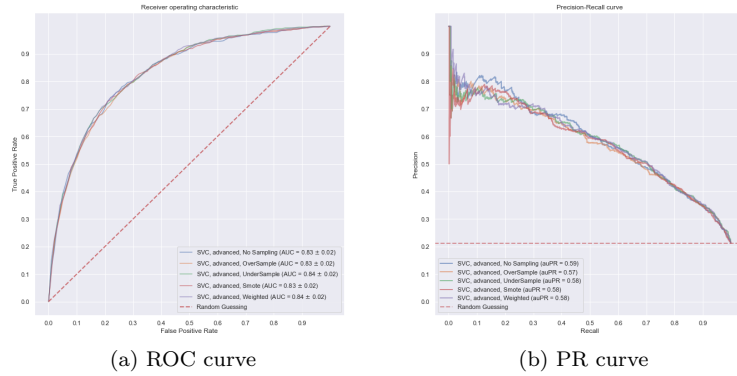 Receiver operating characteristic
0.9
0.8
0.7
0.6
0.5
0.4
0.3
0.2
0.1
0.0
True Positive Rate
0.0 0.1 0.2 0.3 0.4 0.5 0.6 0.7 0.8 0.9
False Positive Rate
SVC, advanced, No Sampling (AUC = 0.83 ± 0.02)
SVC, advanced, OverSample (AUC = 0.83 ± 0.02)
SVC, advanced, UnderSample (AUC = 0.84 ± 0.02)
SVC, advanced, Smote (AUC = 0.83 ± 0.02)
SVC, advanced, Weighted (AUC = 0.84 ± 0.02)
Random Guessing
(a) ROC curve
Precision-Recall curve
0.9
0.8
0.7
0.6
0.5
0.4
0.3
0.2
0.1
0.0
Precision
0.0 0.1 0.2 0.3 0.4 0.5 0.6 0.7 0.8 0.9
Recall
SVC, advanced, No Sampling (auPR = 0.59)
SVC, advanced, OverSample (auPR = 0.57)
SVC, advanced, UnderSample (auPR = 0.58)
SVC, advanced, Smote (auPR = 0.58)
SVC, advanced, Weighted (auPR = 0.58)
Random Guessing
(b) PR curve